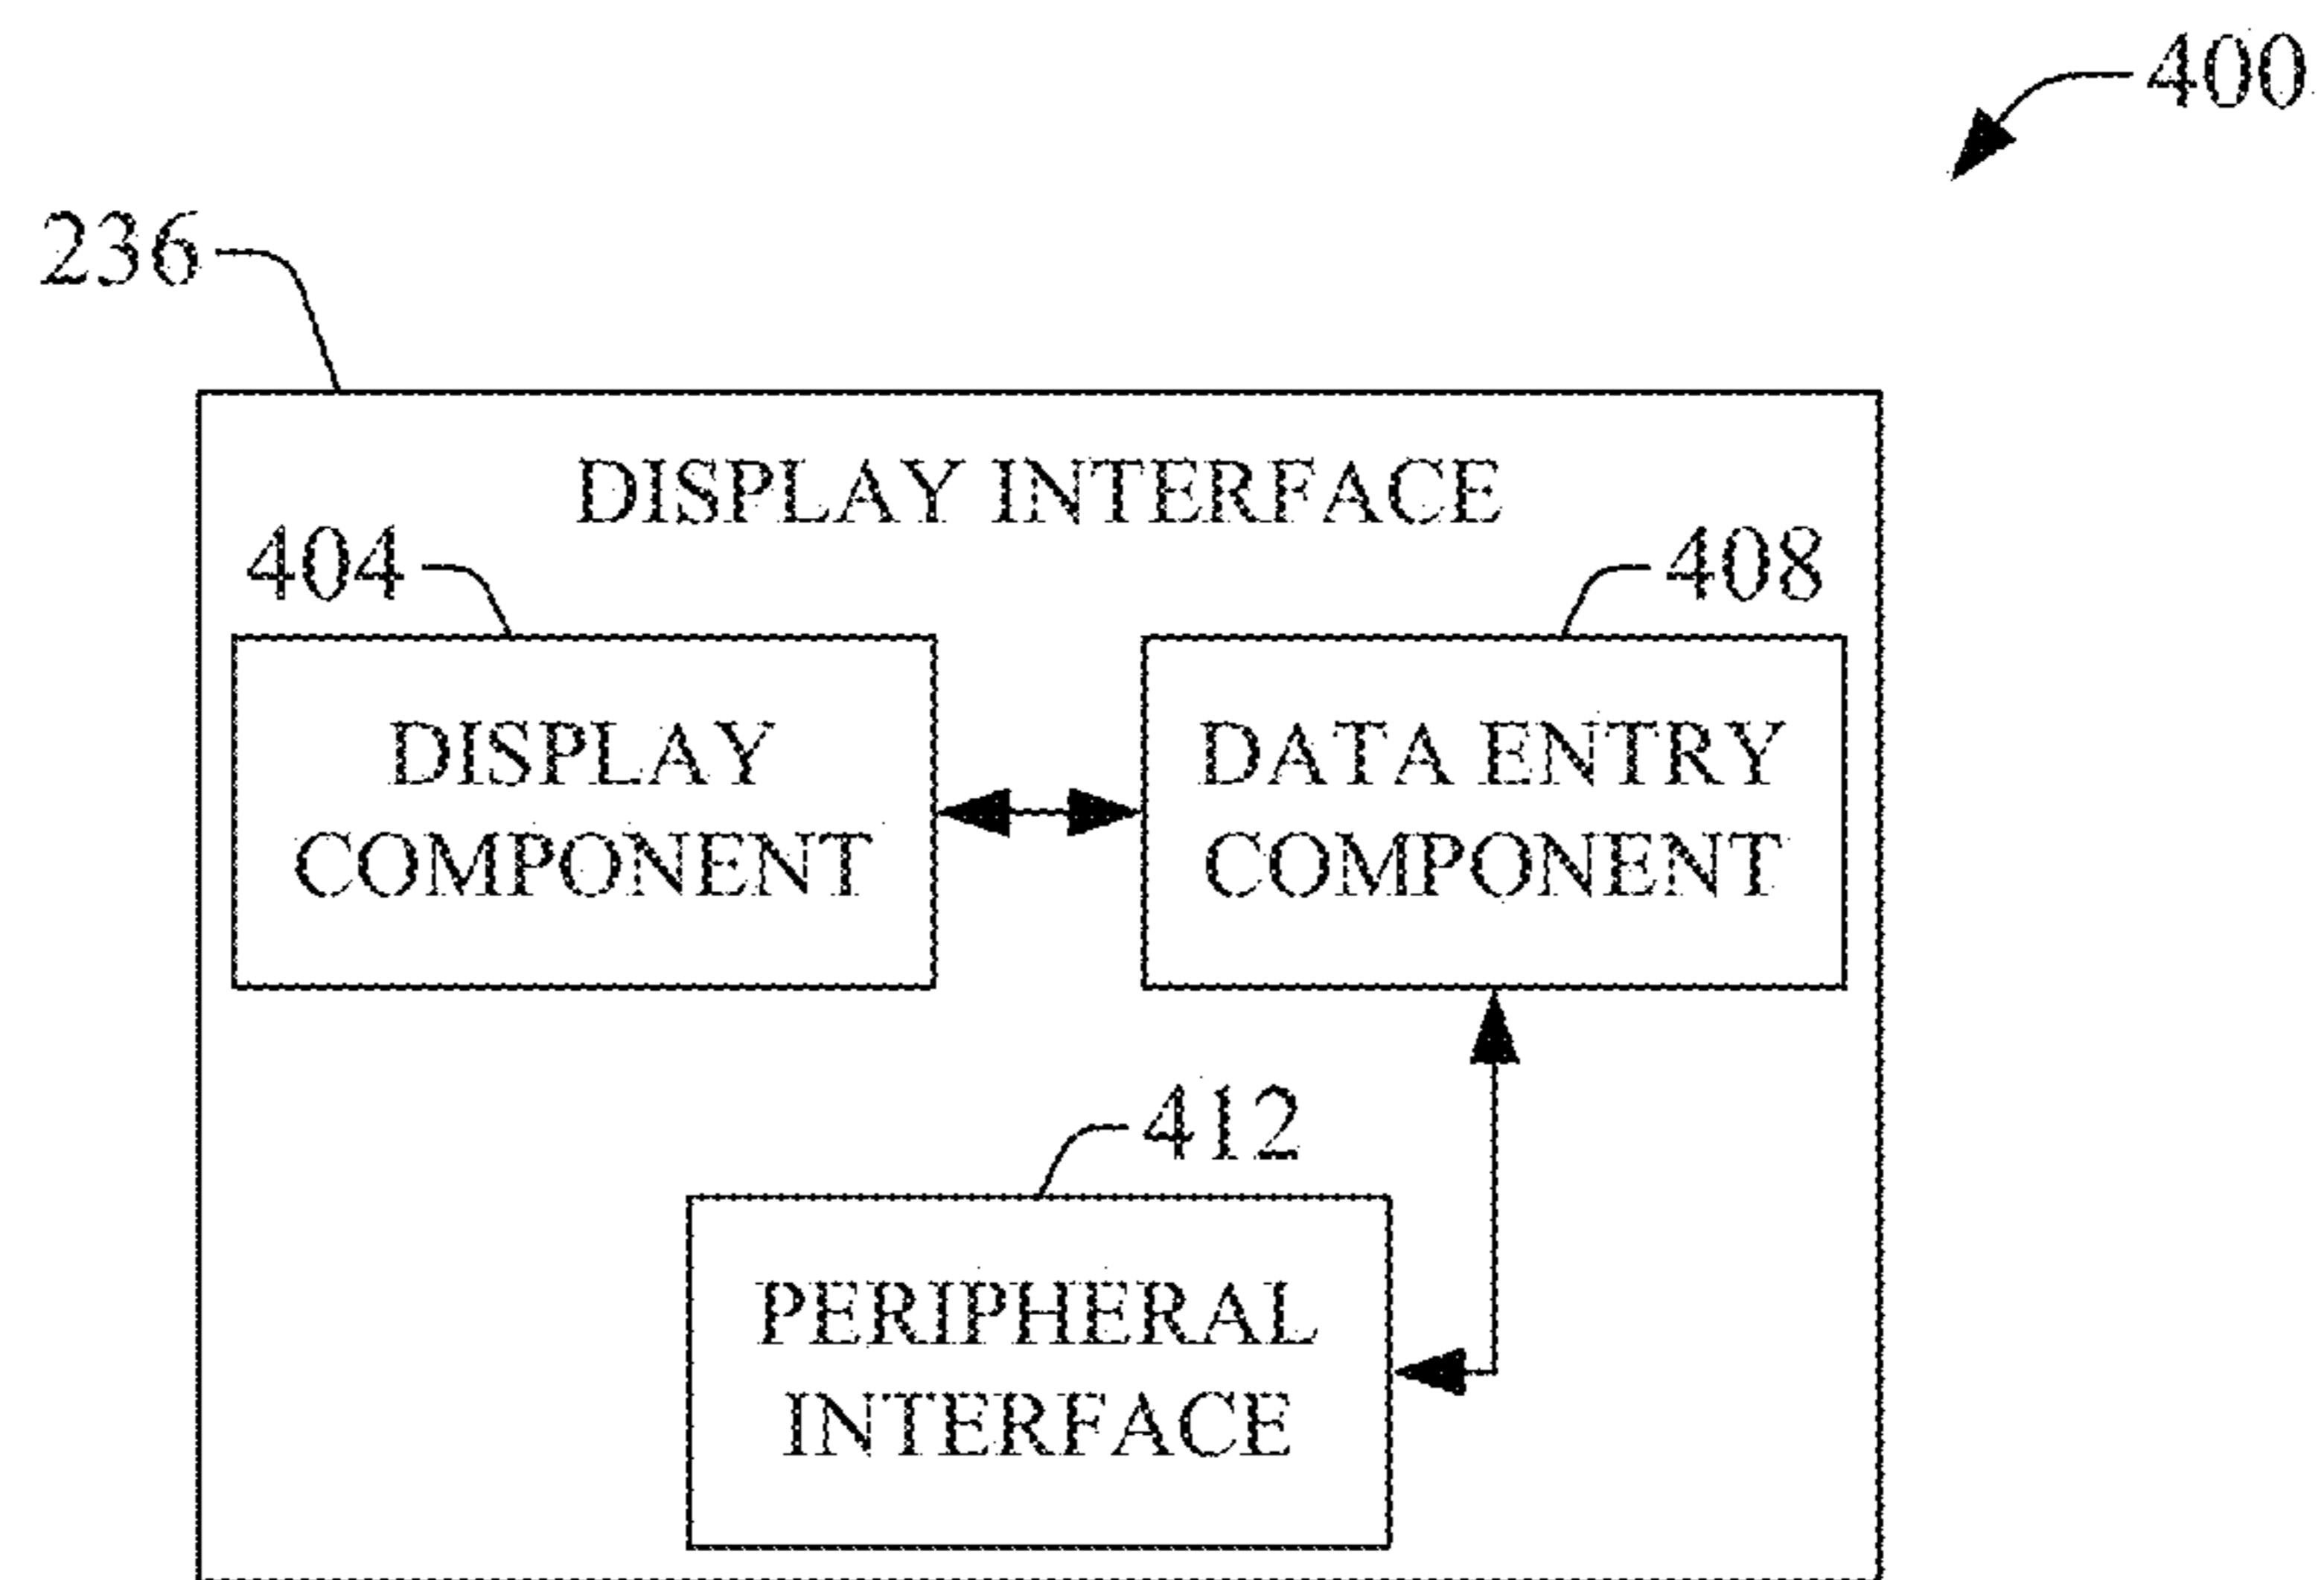 400
236
DISPLAY INTERFACE
404
408
DISPLAY
COMPONENT
DATA ENTRY
COMPONENT
412
PERIPHERAL
INTERFACE